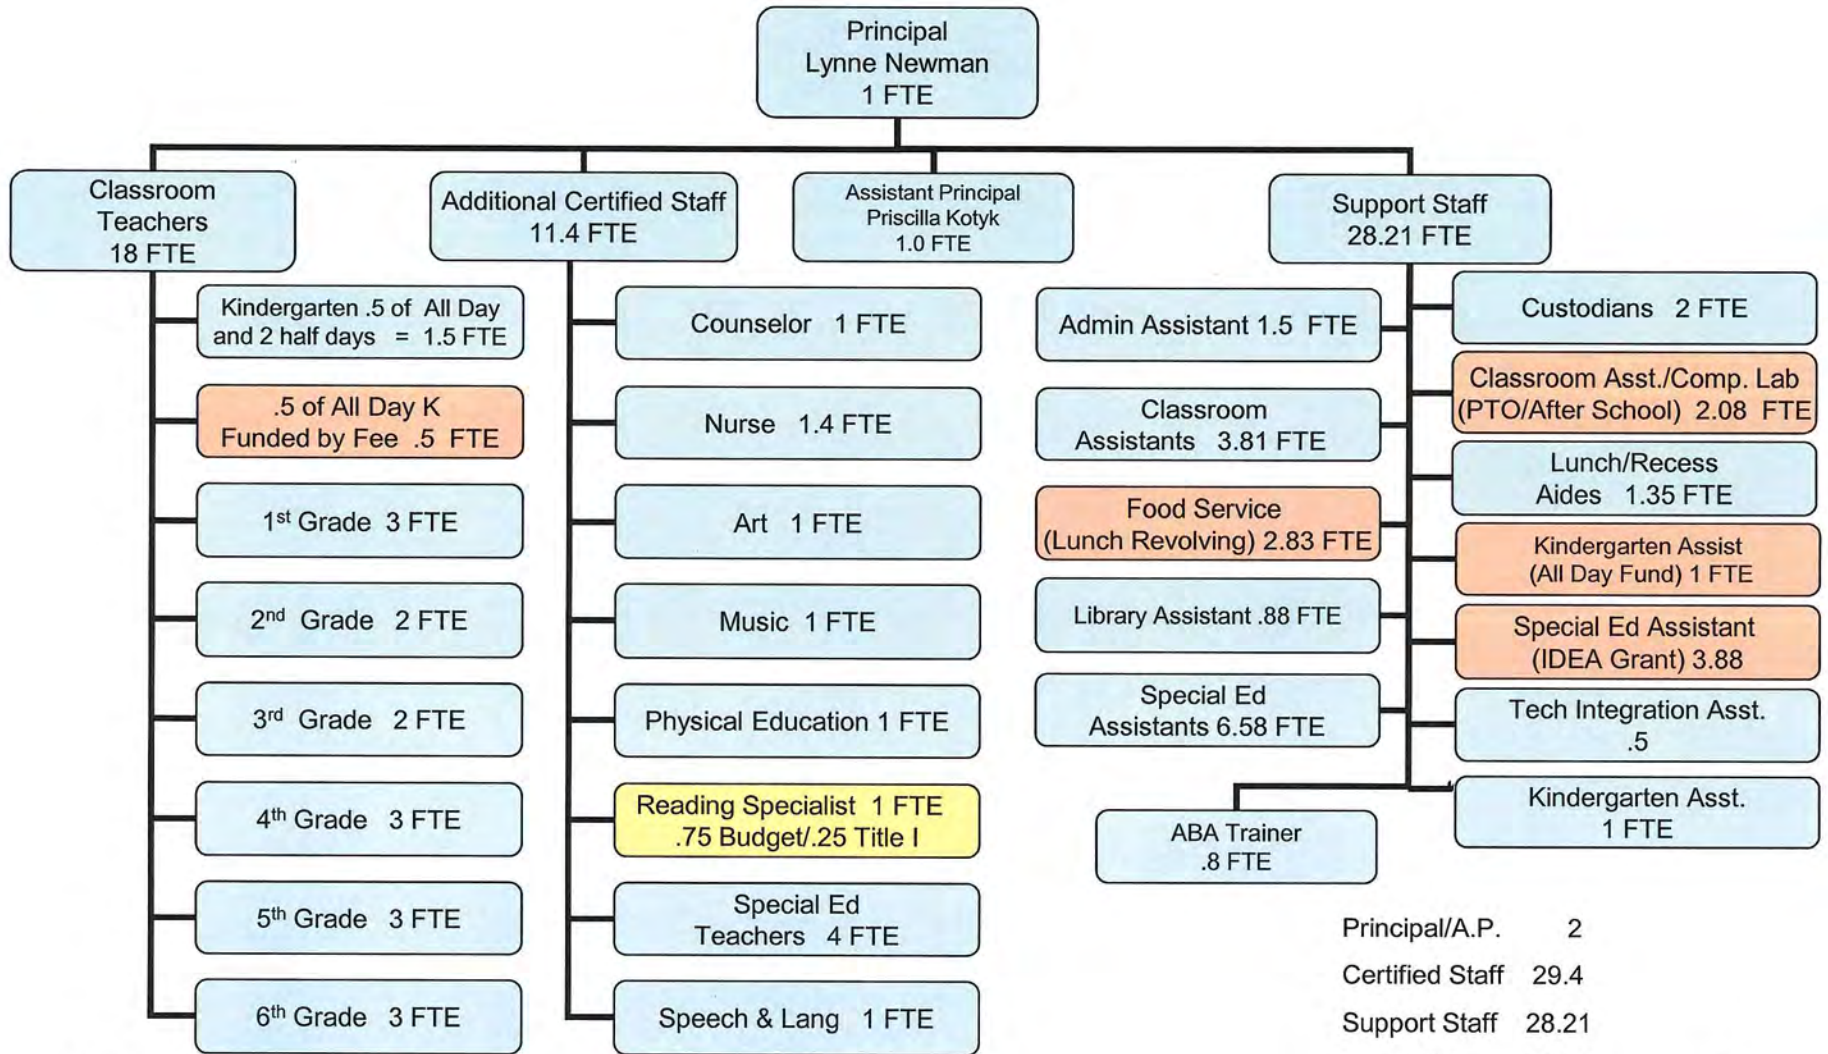 Principal
Lynne Newman
1 FTE
Classroom
Teachers
18 FTE
Additional Certified Staff
11.4 FTE
Assistant Principal
Priscilla Kotyk
1.0 FTE
Support Staff
28.21 FTE
Kindergarten .5 of All Day
and 2 half days = 1.5 FTE
.5 of All Day K
Funded by Fee .5 FTE
1st Grade 3 FTE
2nd Grade 2 FTE
3rd Grade 2 FTE
4th Grade 3 FTE
5th Grade 3 FTE
6th Grade 3 FTE
Counselor 1 FTE
Nurse 1.4 FTE
Art 1 FTE
Music 1 FTE
Physical Education 1 FTE
Reading Specialist 1 FTE
.75 Budget/.25 Title I
Special Ed
Teachers 4 FTE
Speech & Lang 1 FTE
Admin Assistant 1.5 FTE
Classroom
Assistants 3.81 FTE
Food Service
(Lunch Revolving) 2.83 FTE
Library Assistant .88 FTE
Special Ed
Assistants 6.58 FTE
ABA Trainer
.8 FTE
Custodians 2 FTE
Classroom Asst./Comp. Lab
(PTO/After School) 2.08 FTE
Lunch/Recess
Aides 1.35 FTE
Kindergarten Assist
(All Day Fund) 1 FTE
Special Ed Assistant
(IDEA Grant) 3.88
Tech Integration Asst.
.5
Kindergarten Asst.
1 FTE
Principal/A.P. 2
Certified Staff 29.4
Support Staff 28.21